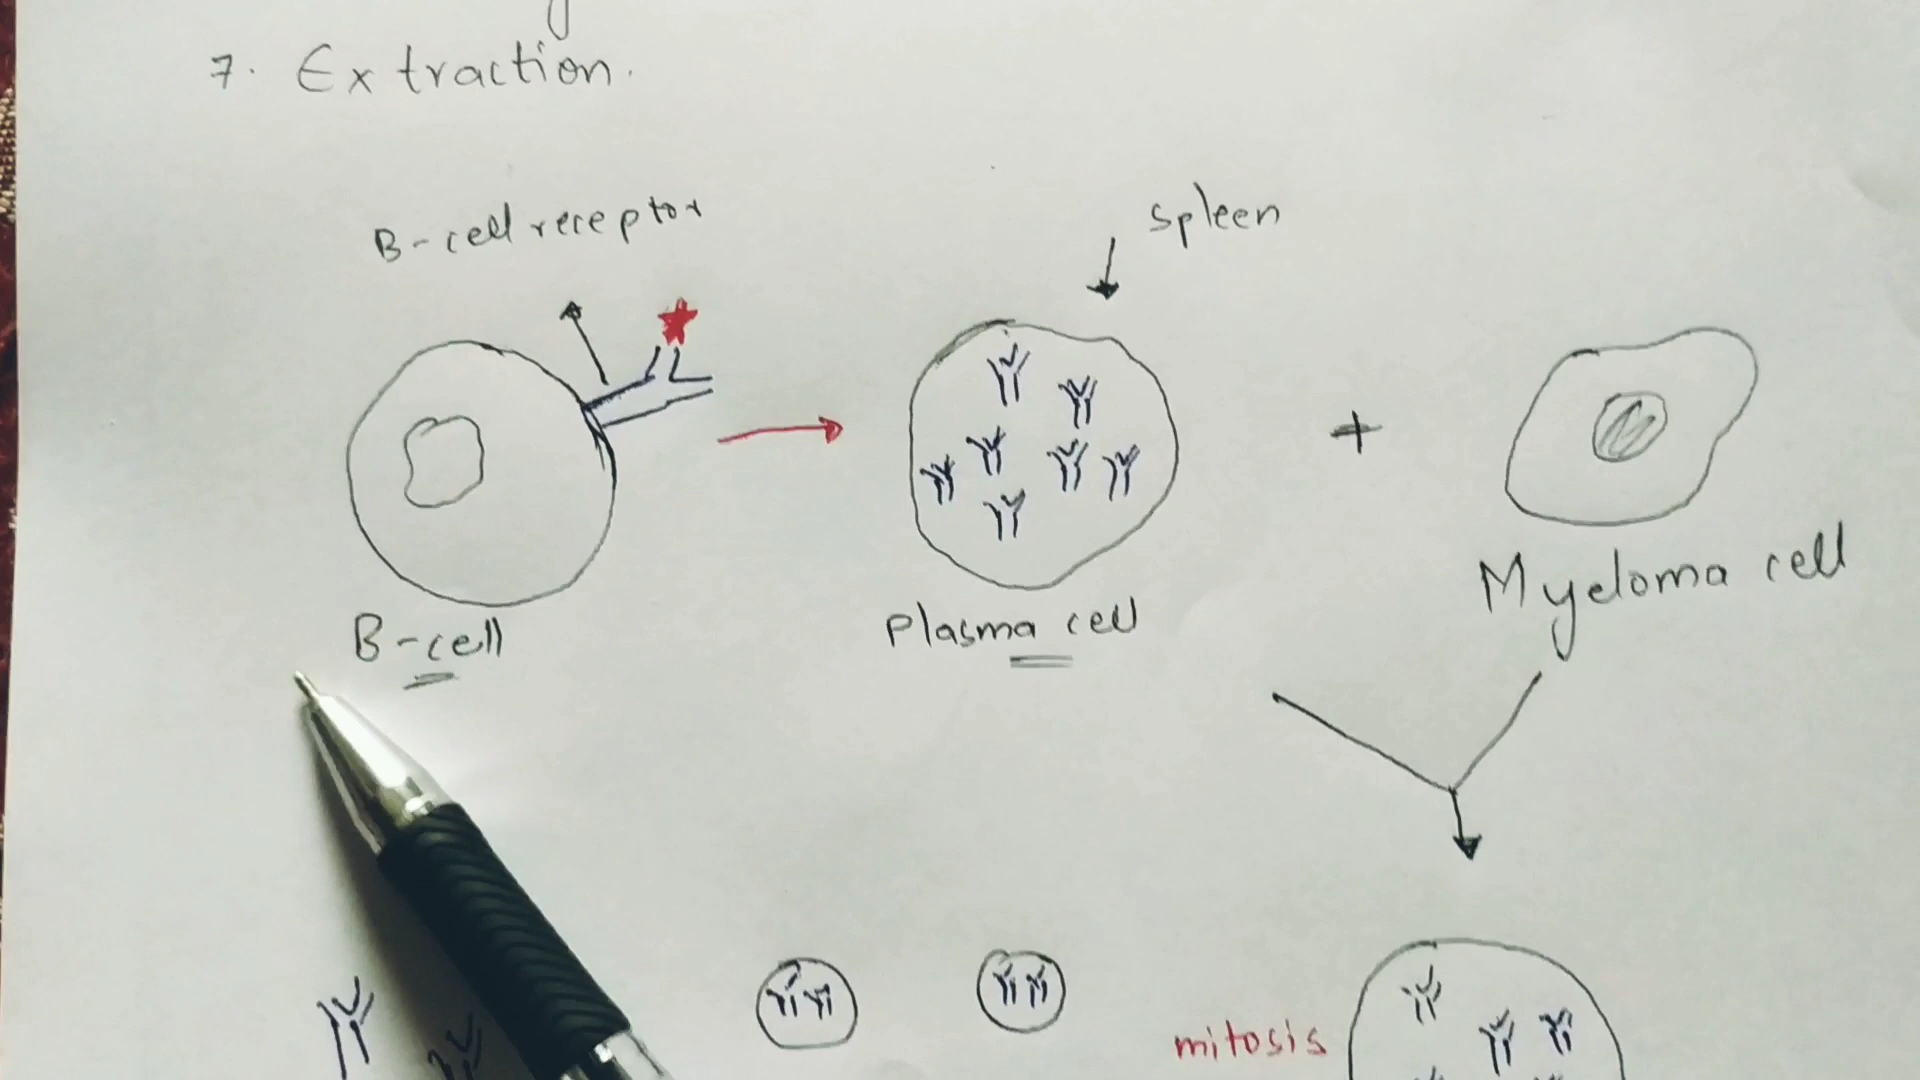 7. Extraction.
B-cell receptor
spleen
B-cell
Plasma cell
Myeloma cell
mitosis